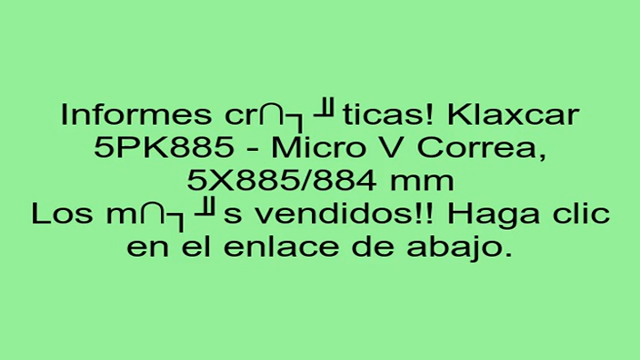 Informes cr∩┐╜ticas! Klaxcar
5PK885 - Micro V Correa,
5X885/884 mm
Los m∩┐╜s vendidos!! Haga clic
en el enlace de abajo.